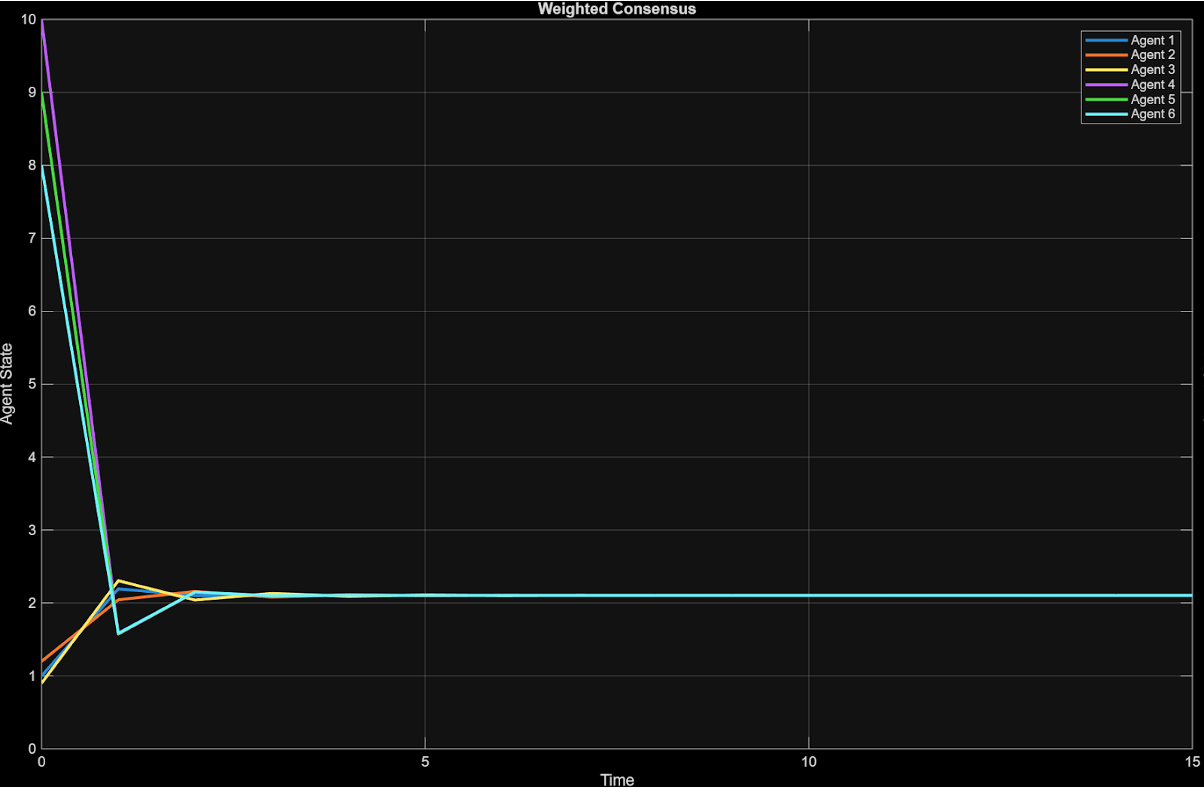 Weighted Consensus
10
9
8
7
6
5
4
3
2
1
0
Agent State
Agent 1
Agent 2
Agent 3
Agent 4
Agent 5
Agent 6
0 5 10 15
Time